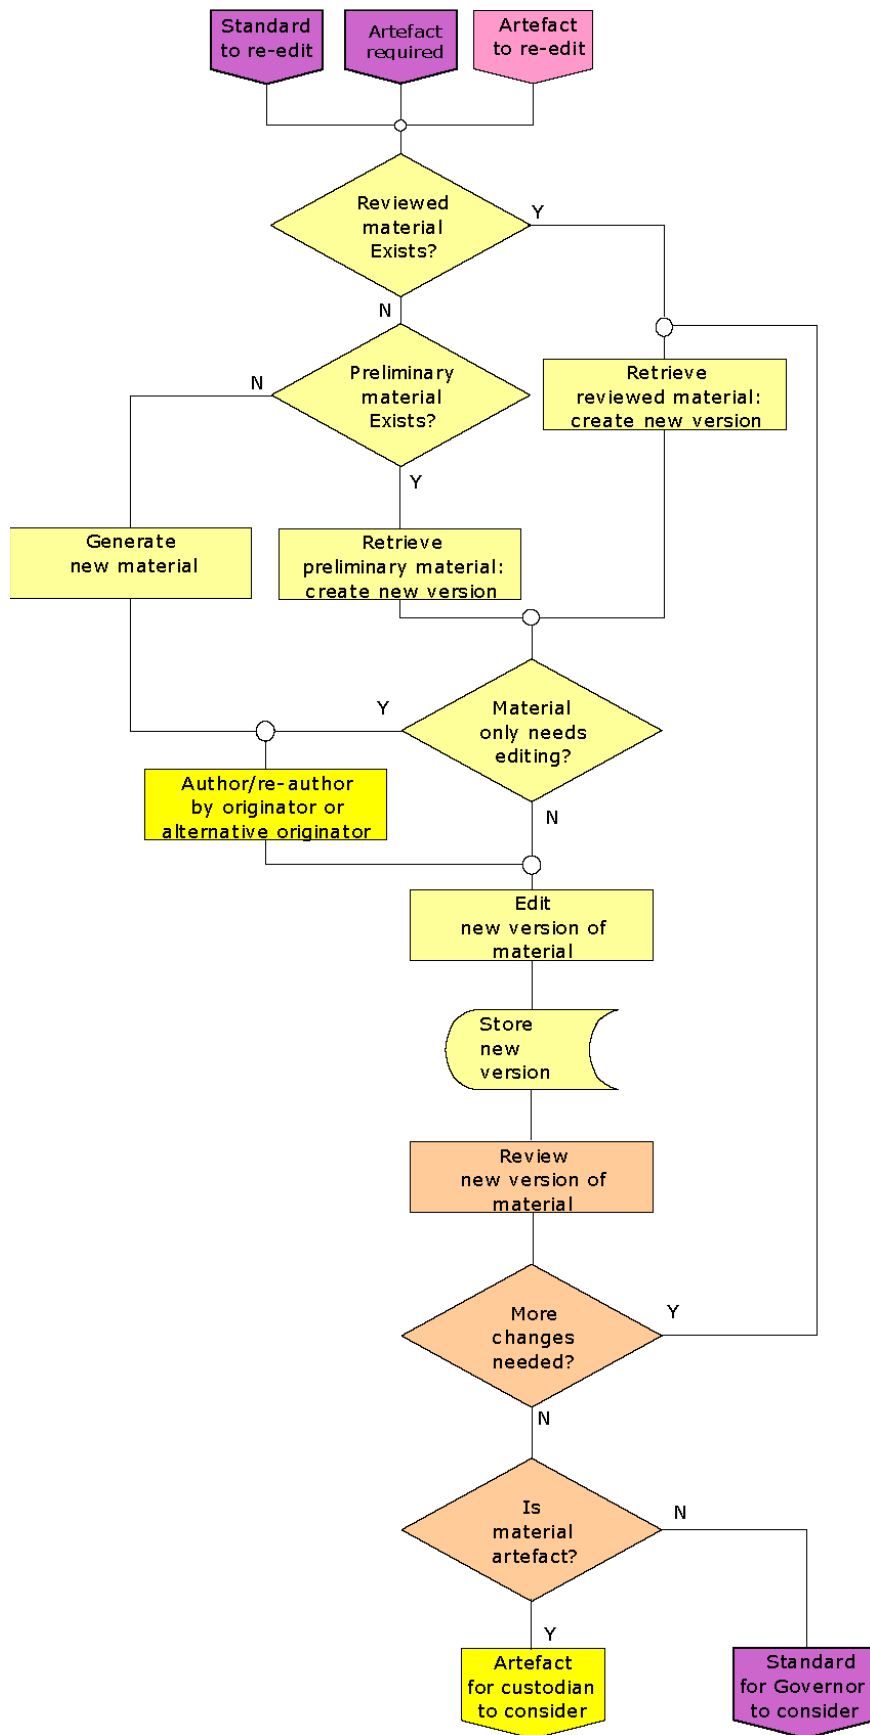 Standard
to re-edit
Artefact
required
Artefact
to re-edit
Reviewed
material
Exists?
Y
N
Preliminary
material
Exists?
N
Y
Retrieve
reviewed material:
create new version
Generate
new material
Retrieve
preliminary material:
create new version
Material
only needs
editing?
Y
N
Author/re-author
by originator or
alternative originator
Edit
new version of
material
Store
new
version
Review
new version of
material
More
changes
needed?
Y
N
Is
material
artefact?
N
Y
Artefact
for custodian
to consider
Standard
for Governor
to consider